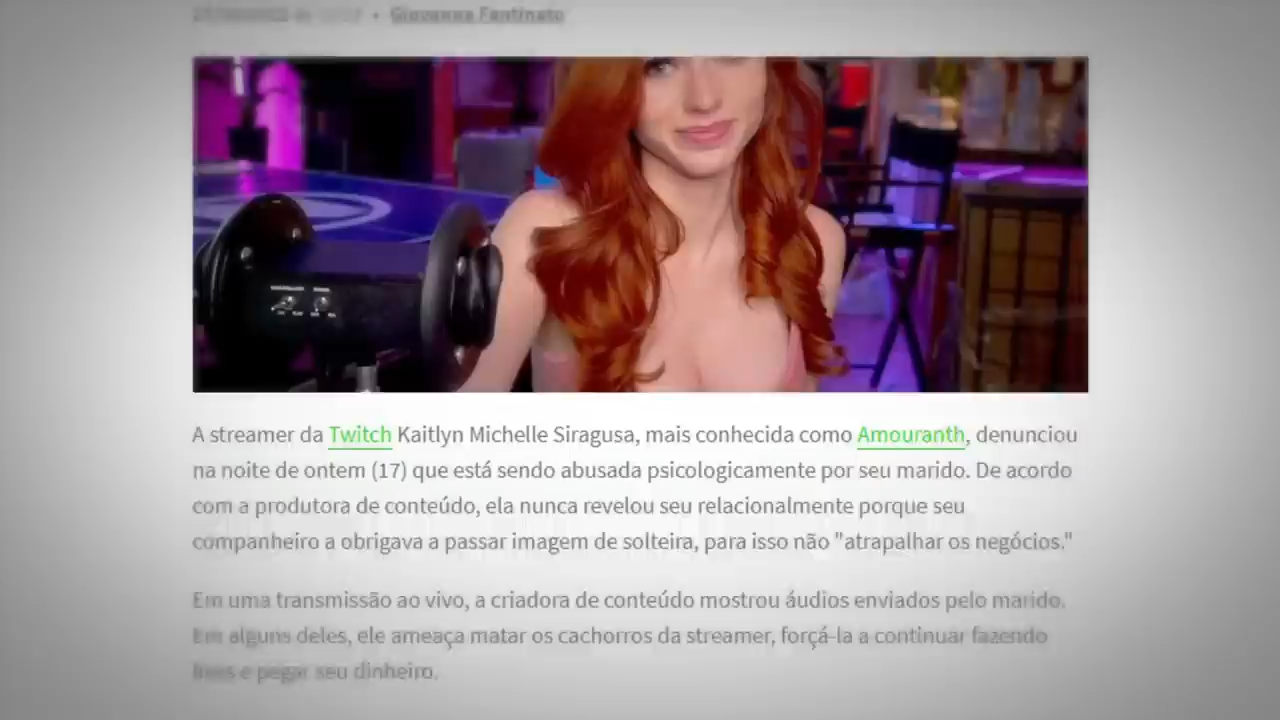 • Giovanna Fantinato
A streamer da Twitch Kaitlyn Michelle Siragusa, mais conhecida como Amouranth, denunciou
na noite de ontem (17) que está sendo abusada psicologicamente por seu marido. De acordo
com a produtora de conteúdo, ela nunca revelou seu relacionalmente porque seu
companheiro a obrigava a passar imagem de solteira, para isso não "atrapalhar os negócios."
Em uma transmissão ao vivo, a criadora de conteúdo mostrou áudios enviados pelo marido.
Em alguns deles, ele ameaça matar os cachorros da streamer, forçá-la a continuar fazendo
lives e pegar seu dinheiro.